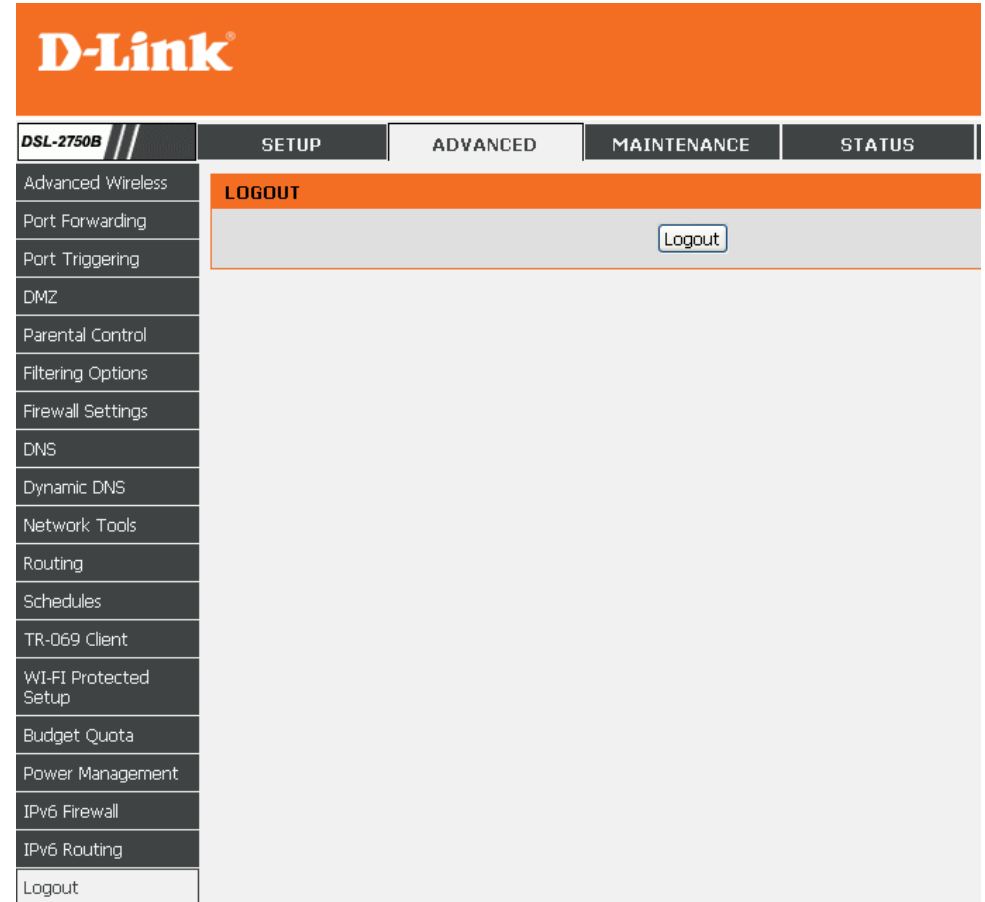 D-Link®
DSL-2750B
SETUP
ADVANCED
MAINTENANCE
STATUS
Advanced Wireless
Port Forwarding
Port Triggering
DMZ
Parental Control
Filtering Options
Firewall Settings
DNS
Dynamic DNS
Network Tools
Routing
Schedules
TR-069 Client
WI-FI Protected
Setup
Budget Quota
Power Management
IPv6 Firewall
IPv6 Routing
Logout
LOGOUT
Logout